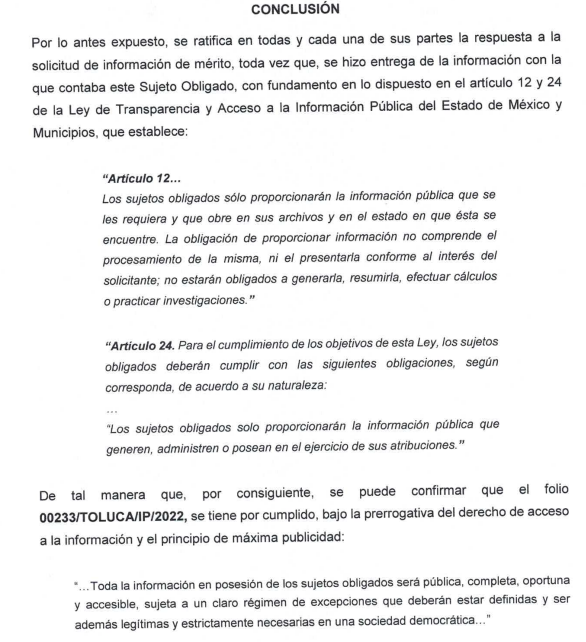 CONCLUSIÓN
Por lo antes expuesto, se ratifica en todas y cada una de sus partes la respuesta a la
solicitud de información de mérito, toda vez que, se hizo entrega de la información con la
que contaba este Sujeto Obligado, con fundamento en lo dispuesto en el artículo 12 y 24
de la Ley de Transparencia y Acceso a la Información Pública del Estado de México y
Municipios, que establece:
“Artículo 12...
Los sujetos obligados sólo proporcionarán la información pública que se
les requiera y que obre en sus archivos y en el estado en que ésta se
encuentre. La obligación de proporcionar información no comprende el
procesamiento de la misma, ni el presentarla conforme al interés del
solicitante; no estarán obligados a generarla, resumirla, efectuar cálculos
o practicar investigaciones.”
“Artículo 24. Para el cumplimiento de los objetivos de esta Ley, los sujetos
obligados deberán cumplir con las siguientes obligaciones, según
corresponda, de acuerdo a su naturaleza:
...
“Los sujetos obligados solo proporcionarán la información pública que
generen, administren o posean en el ejercicio de sus atribuciones.”
De tal manera que, por consiguiente, se puede confirmar que el folio
00233/TOLUCA/IP/2022, se tiene por cumplido, bajo la prerrogativa del derecho de acceso
a la información y el principio de máxima publicidad:
“...Toda la información en posesión de los sujetos obligados será pública, completa, oportuna
y accesible, sujeta a un claro régimen de excepciones que deberán estar definidas y ser
además legítimas y estrictamente necesarias en una sociedad democrática...”